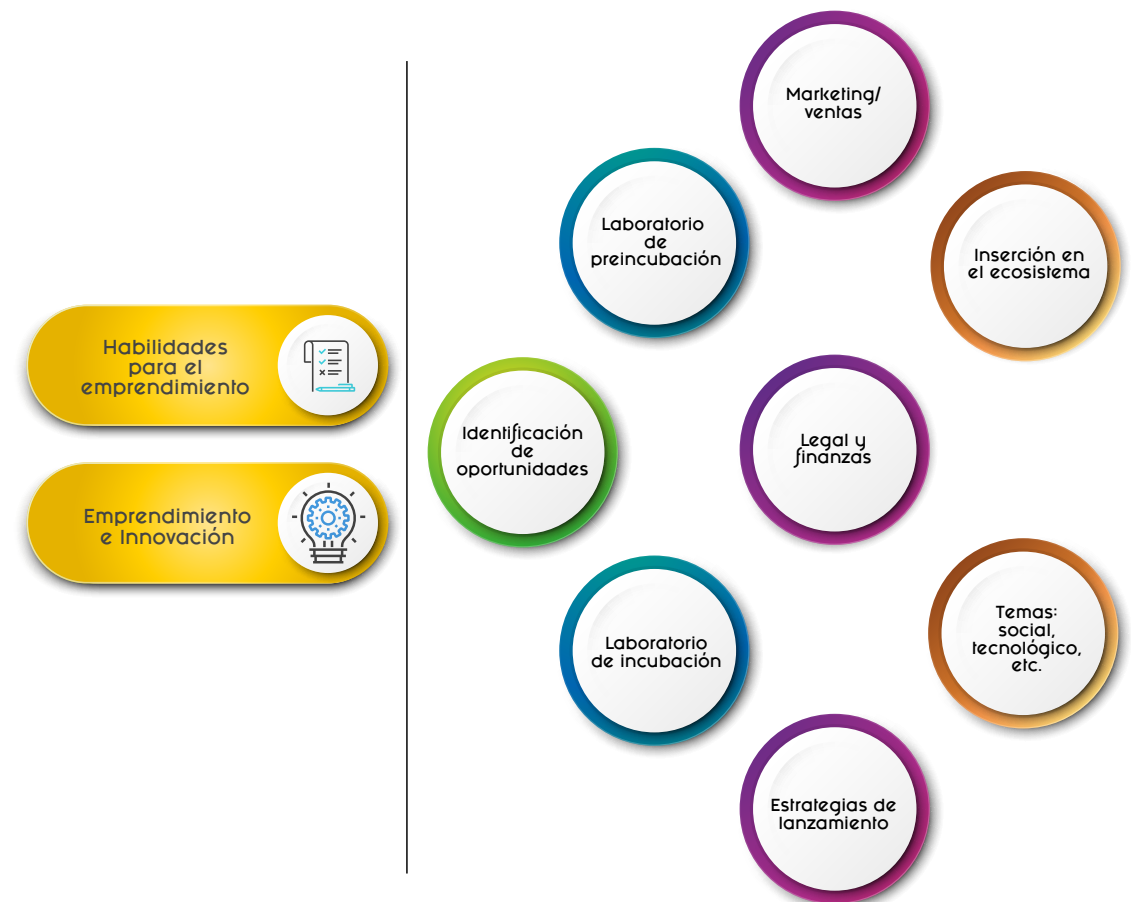 Habilidades
para el
emprendimiento
Emprendimiento
e Innovación
Marketing/
ventas
Laboratorio
de
preincubación
Inserción en
el ecosistema
Identificación
de
oportunidades
Legal y
finanzas
Laboratorio
de incubación
Temas:
social,
tecnológico,
etc.
Estrategias de
lanzamiento